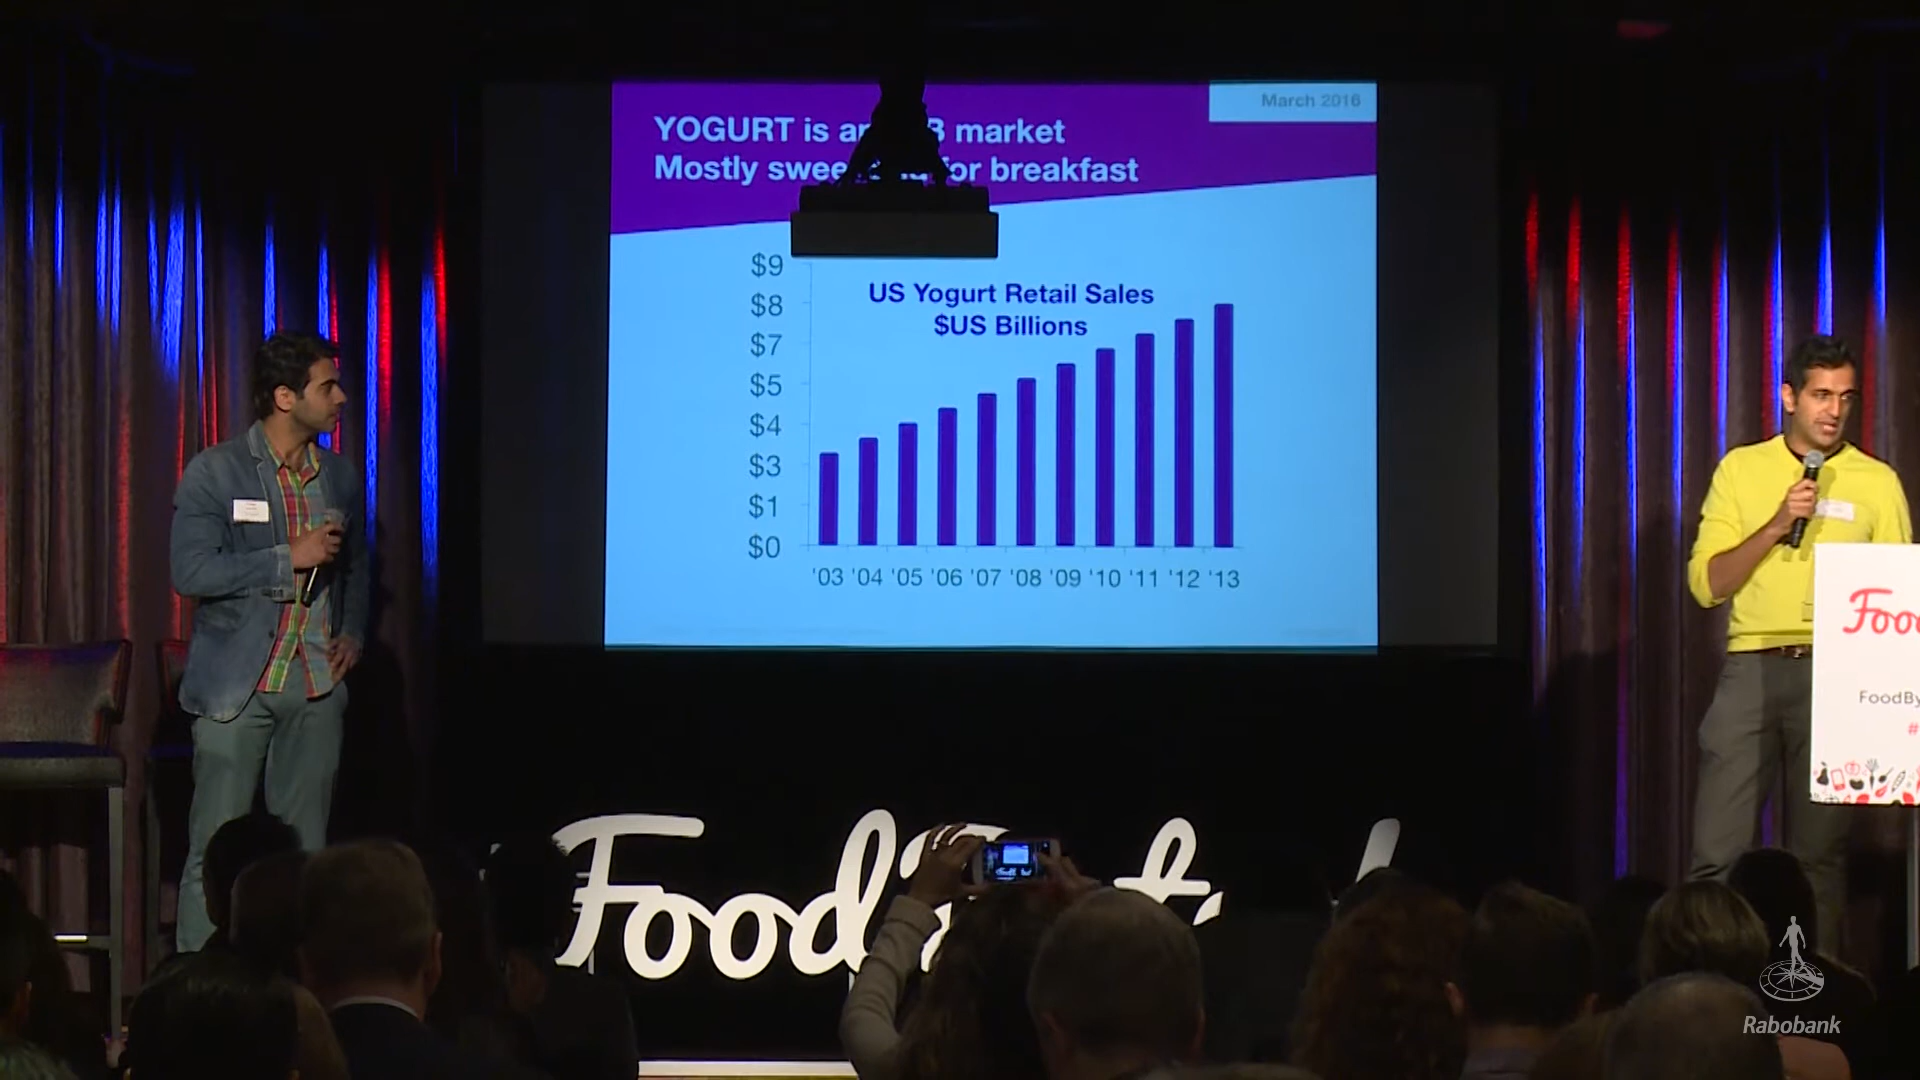 March 2016
YOGURT is an B market
Mostly swee for breakfast
US Yogurt Retail Sales
$US Billions
$9
$8
$7
$5
$4
$3
$1
$0
'03 '04 '05 '06 '07 '08 '09 '10 '11 '12 '13
Foo
FoodBy
#
Food
Rabobank